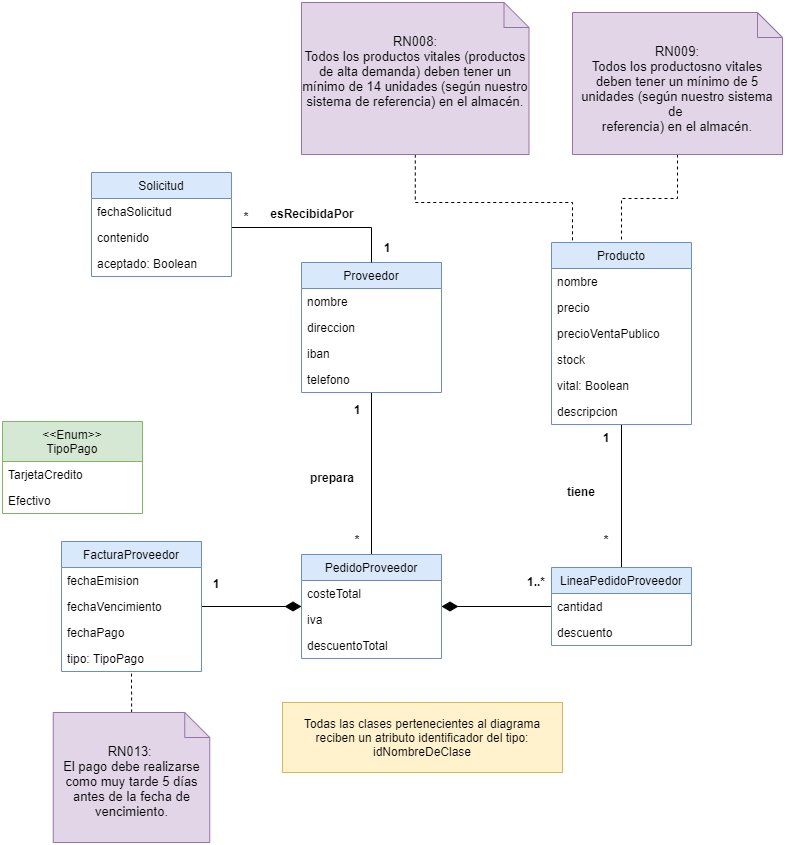 RN008:
Todos los productos vitales (productos
de alta demanda) deben tener un
mínimo de 14 unidades (según nuestro
sistema de referencia) en el almacén.
RN009:
Todos los productosno vitales
deben tener un mínimo de 5
unidades (según nuestro sistema
de
referencia) en el almacén.
Solicitud
fechaSolicitud
contenido
aceptado: Boolean
*
esRecibidaPor
1
Proveedor
nombre
direccion
iban
telefono
Producto
nombre
precio
precioVentaPublico
stock
vital: Boolean
descripcion
1
prepara
*
1
tiene
*
<<Enum>>
TipoPago
TarjetaCredito
Efectivo
FacturaProveedor
fechaEmision
fechaVencimiento
fechaPago
tipo: TipoPago
1
PedidoProveedor
costeTotal
iva
descuentoTotal
1..*
LineaPedidoProveedor
cantidad
descuento
RN013:
El pago debe realizarse
como muy tarde 5 días
antes de la fecha de
vencimiento.
Todas las clases pertenecientes al diagrama
reciben un atributo identificador del tipo:
idNombreDeClase